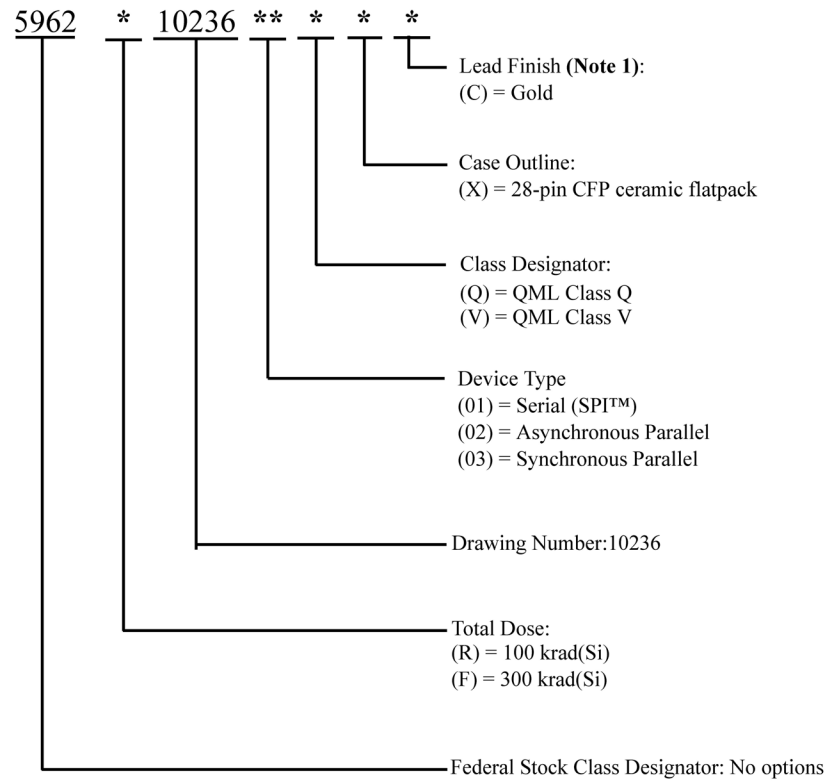 5962 * 10236 ** * * *
Lead Finish (Note 1):
(C) = Gold
Case Outline:
(X) = 28-pin CFP ceramic flatpack
Class Designator:
(Q) = QML Class Q
(V) = QML Class V
Device Type
(01) = Serial (SPI™)
(02) = Asynchronous Parallel
(03) = Synchronous Parallel
Drawing Number:10236
Total Dose:
(R) = 100 krad(Si)
(F) = 300 krad(Si)
Federal Stock Class Designator: No options